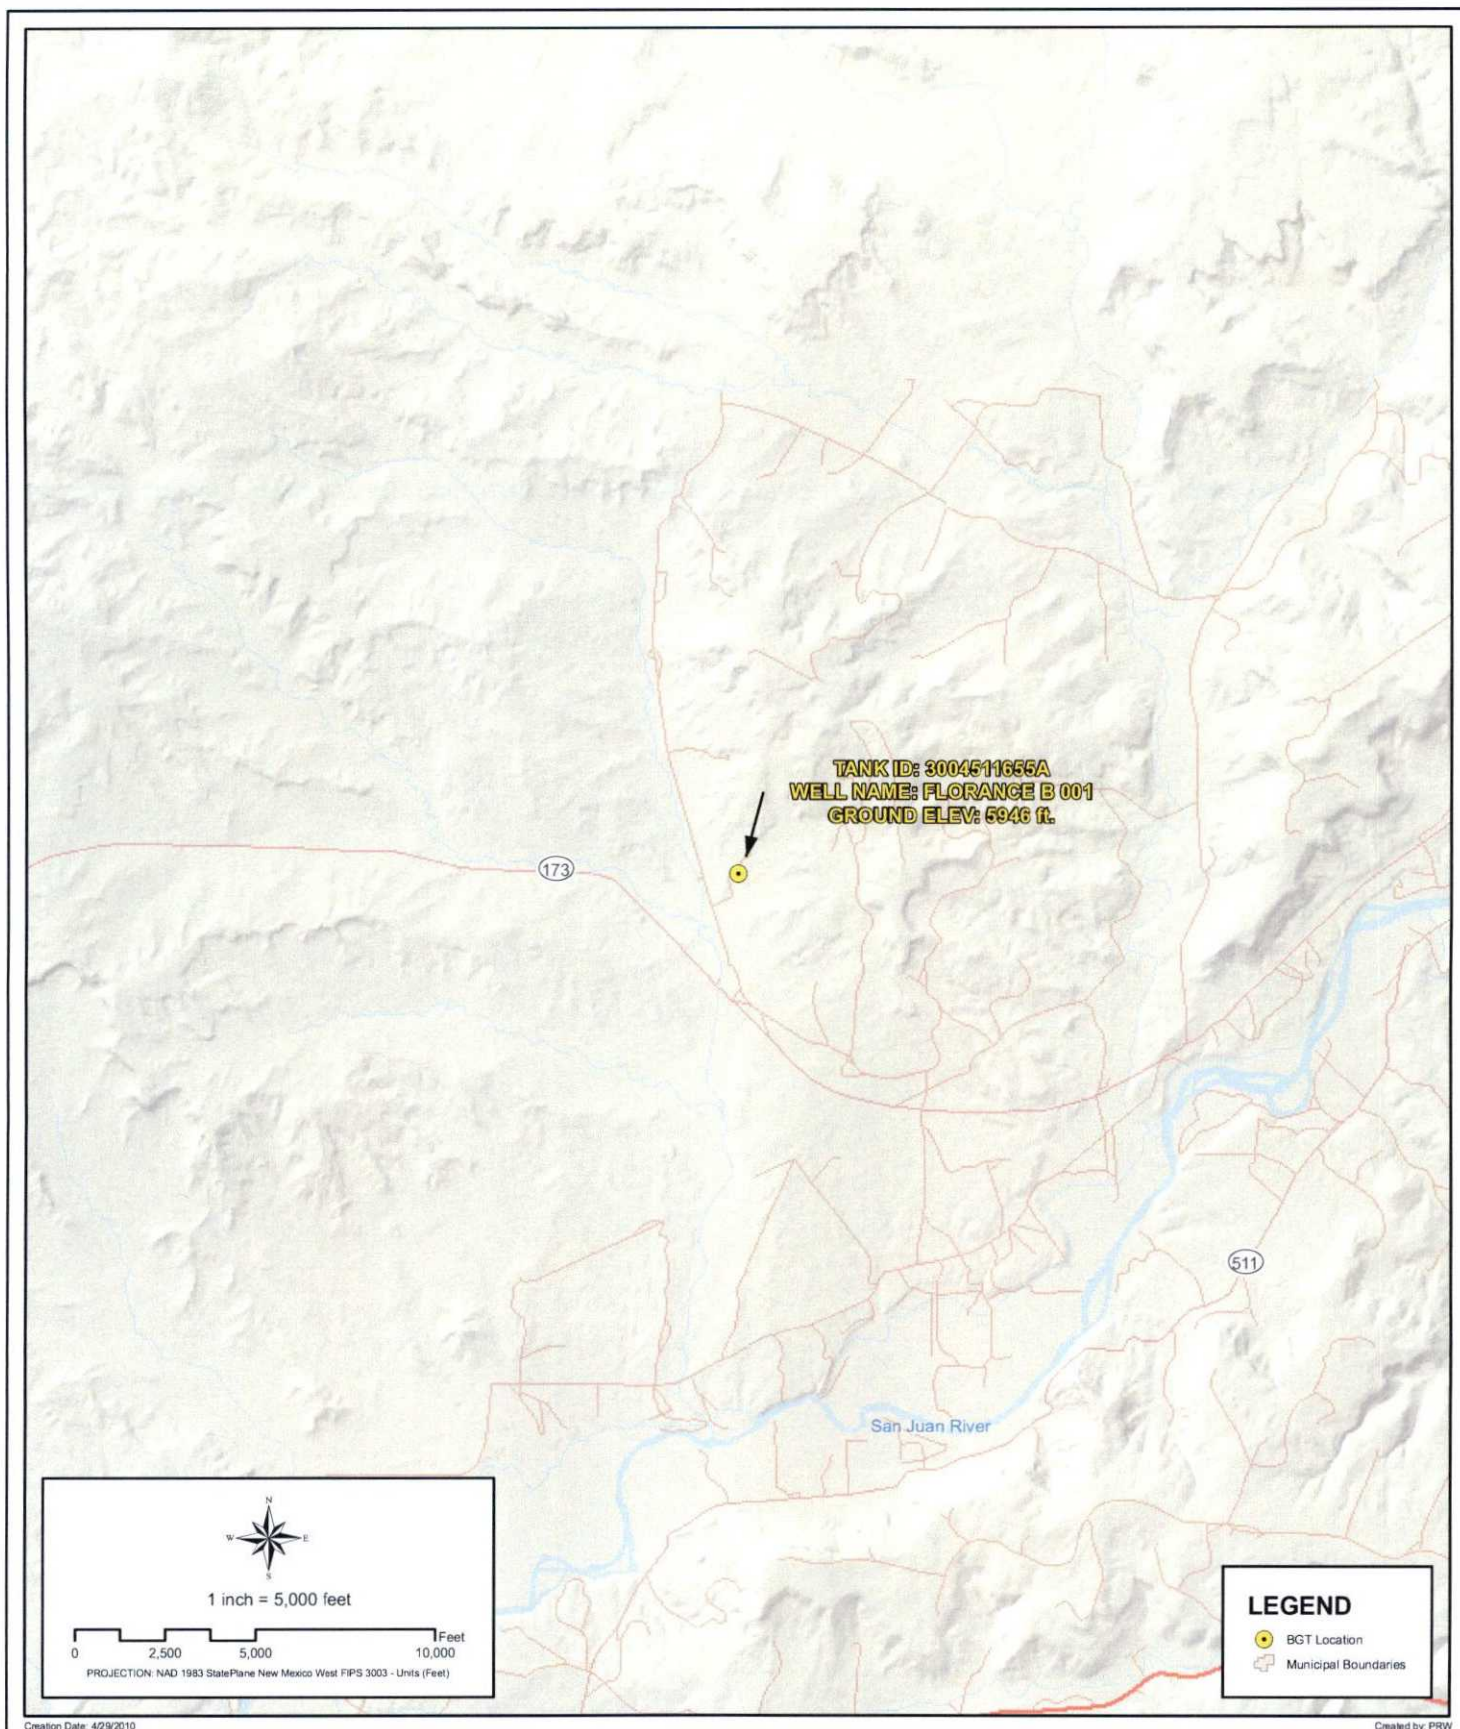 TANK ID: 3004511655A
WELL NAME: FLORANCE B 001
GROUND ELEV: 5946 ft.
173
511
San Juan River
N
W E
S
1 inch = 5,000 feet
Feet
0 2,500 5,000 10,000
PROJECTION: NAD 1983 StatePlane New Mexico West FIPS 3003 - Units (Feet)
LEGEND
BGT Location
Municipal Boundaries
Creation Date: 4/29/2010
Created by: PRW